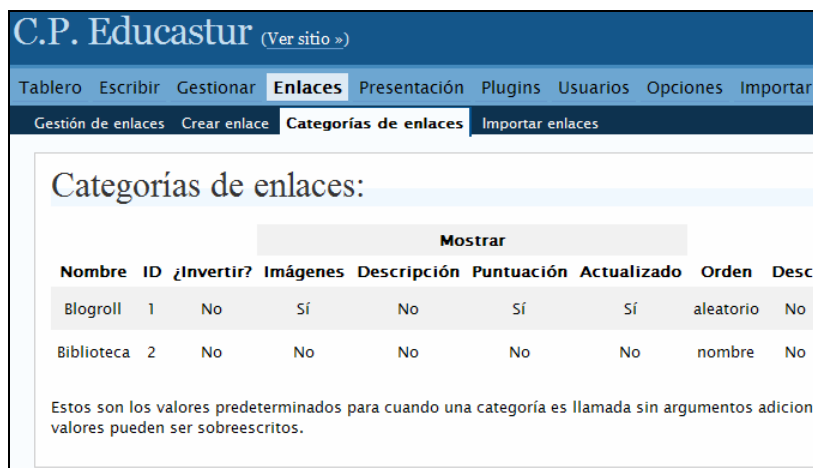 C.P. Educastur (Ver sitio »)
Tablero Escribir Gestionar Enlaces Presentación Plugins Usuarios Opciones Importar
Gestión de enlaces Crear enlace Categorías de enlaces Importar enlaces
Categorías de enlaces:
Mostrar
Nombre ID ¿Invertir? Imágenes Descripción Puntuación Actualizado Orden Desc
Blogroll 1 No Sí No Sí Sí aleatorio No
Biblioteca 2 No No No No No nombre No
Estos son los valores predeterminados para cuando una categoría es llamada sin argumentos adicion
valores pueden ser sobreescritos.